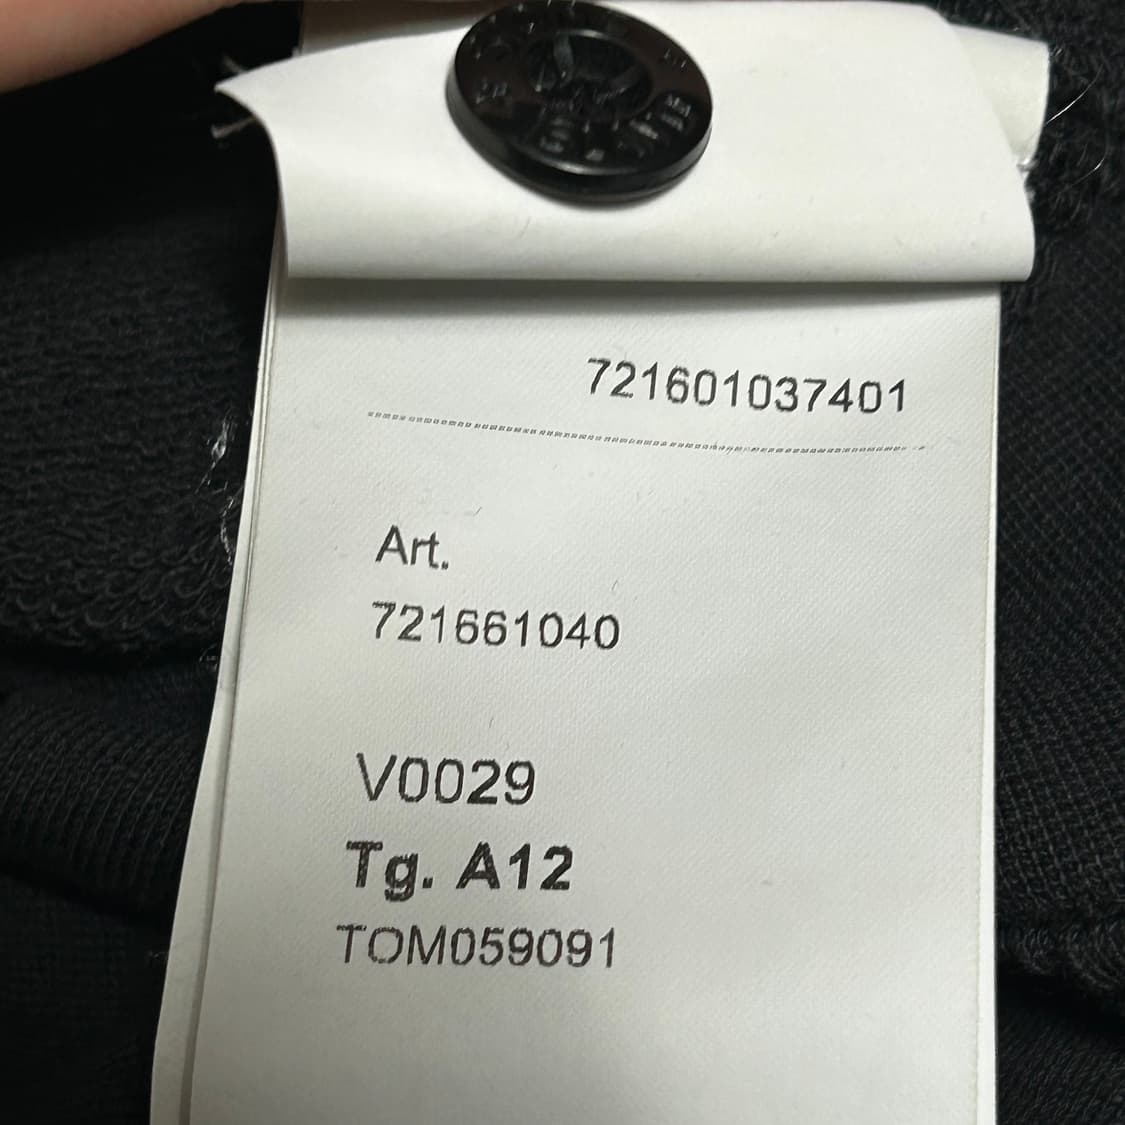 721601037401
Art.
721661040
V0029
Tg. A12
TOM059091